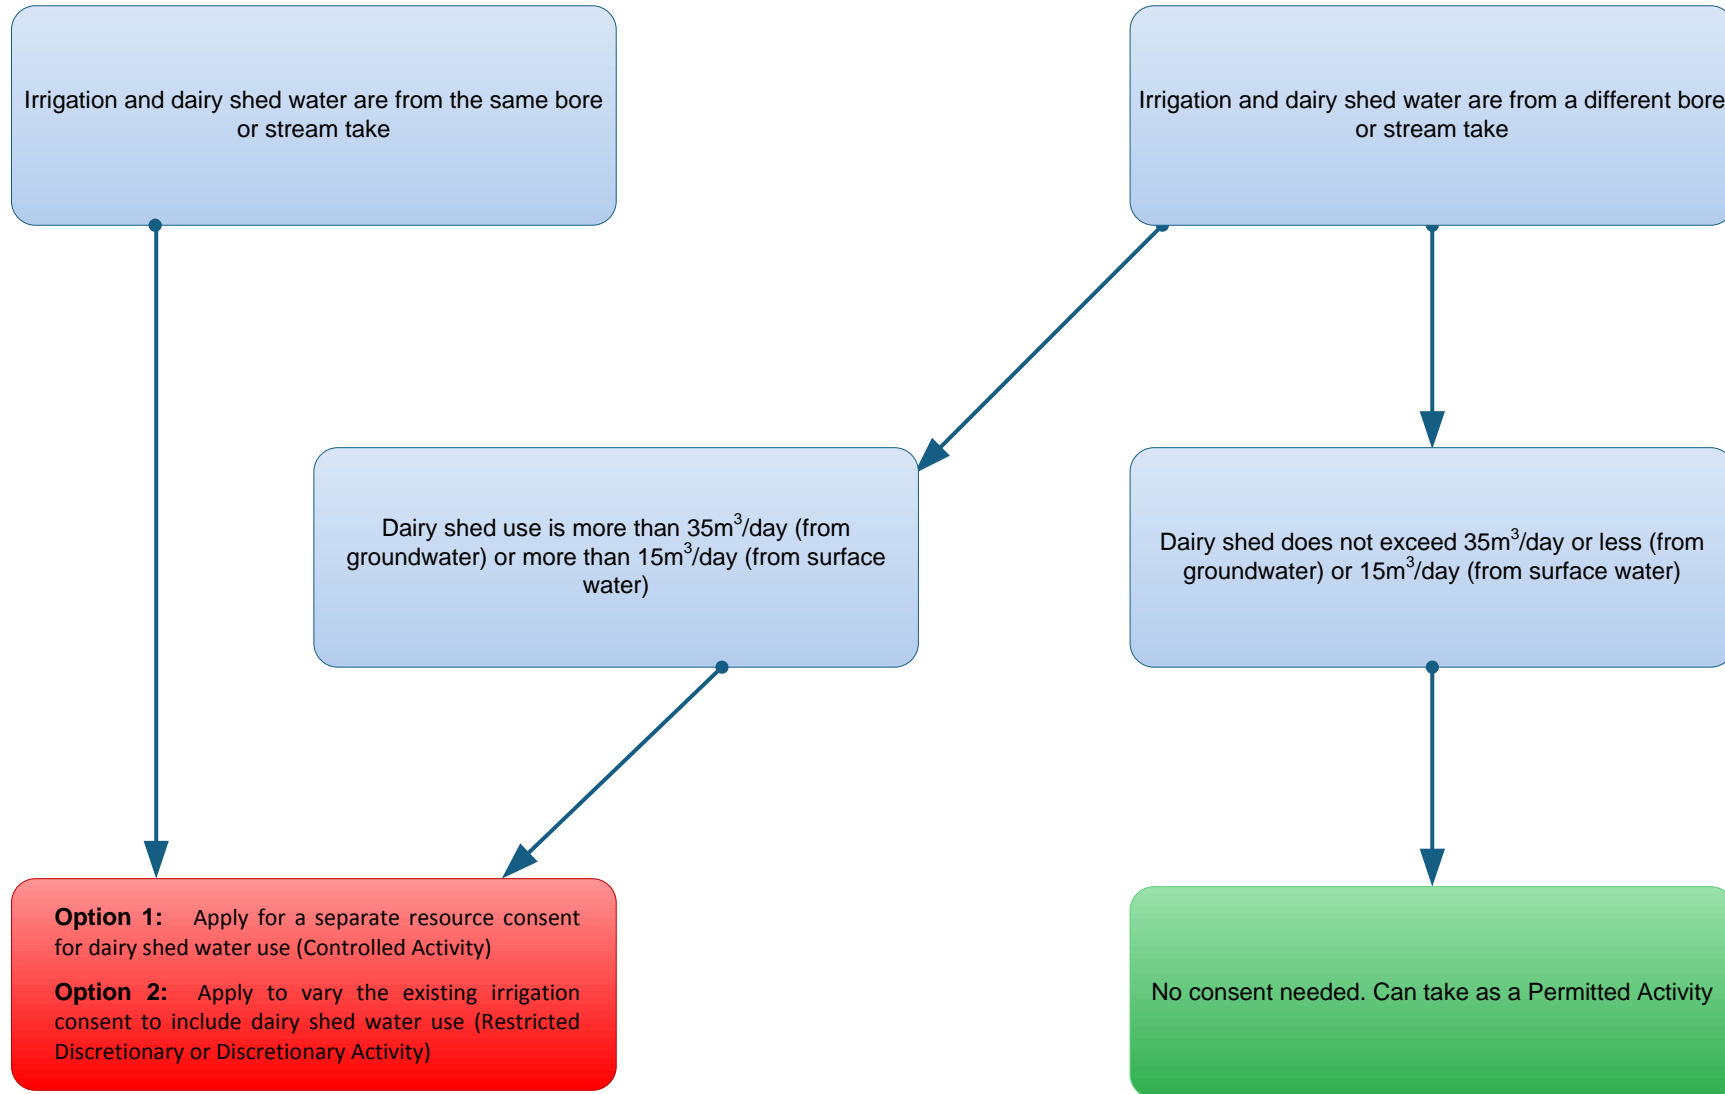 Irrigation and dairy shed water are from the same bore
or stream take
Irrigation and dairy shed water are from a different bore
or stream take
Dairy shed use is more than 35m³/day (from
groundwater) or more than 15m³/day (from surface
water)
Dairy shed does not exceed 35m³/day or less (from
groundwater) or 15m³/day (from surface water)
Option 1: Apply for a separate resource consent
for dairy shed water use (Controlled Activity)
Option 2: Apply to vary the existing irrigation
consent to include dairy shed water use (Restricted
Discretionary or Discretionary Activity)
No consent needed. Can take as a Permitted Activity